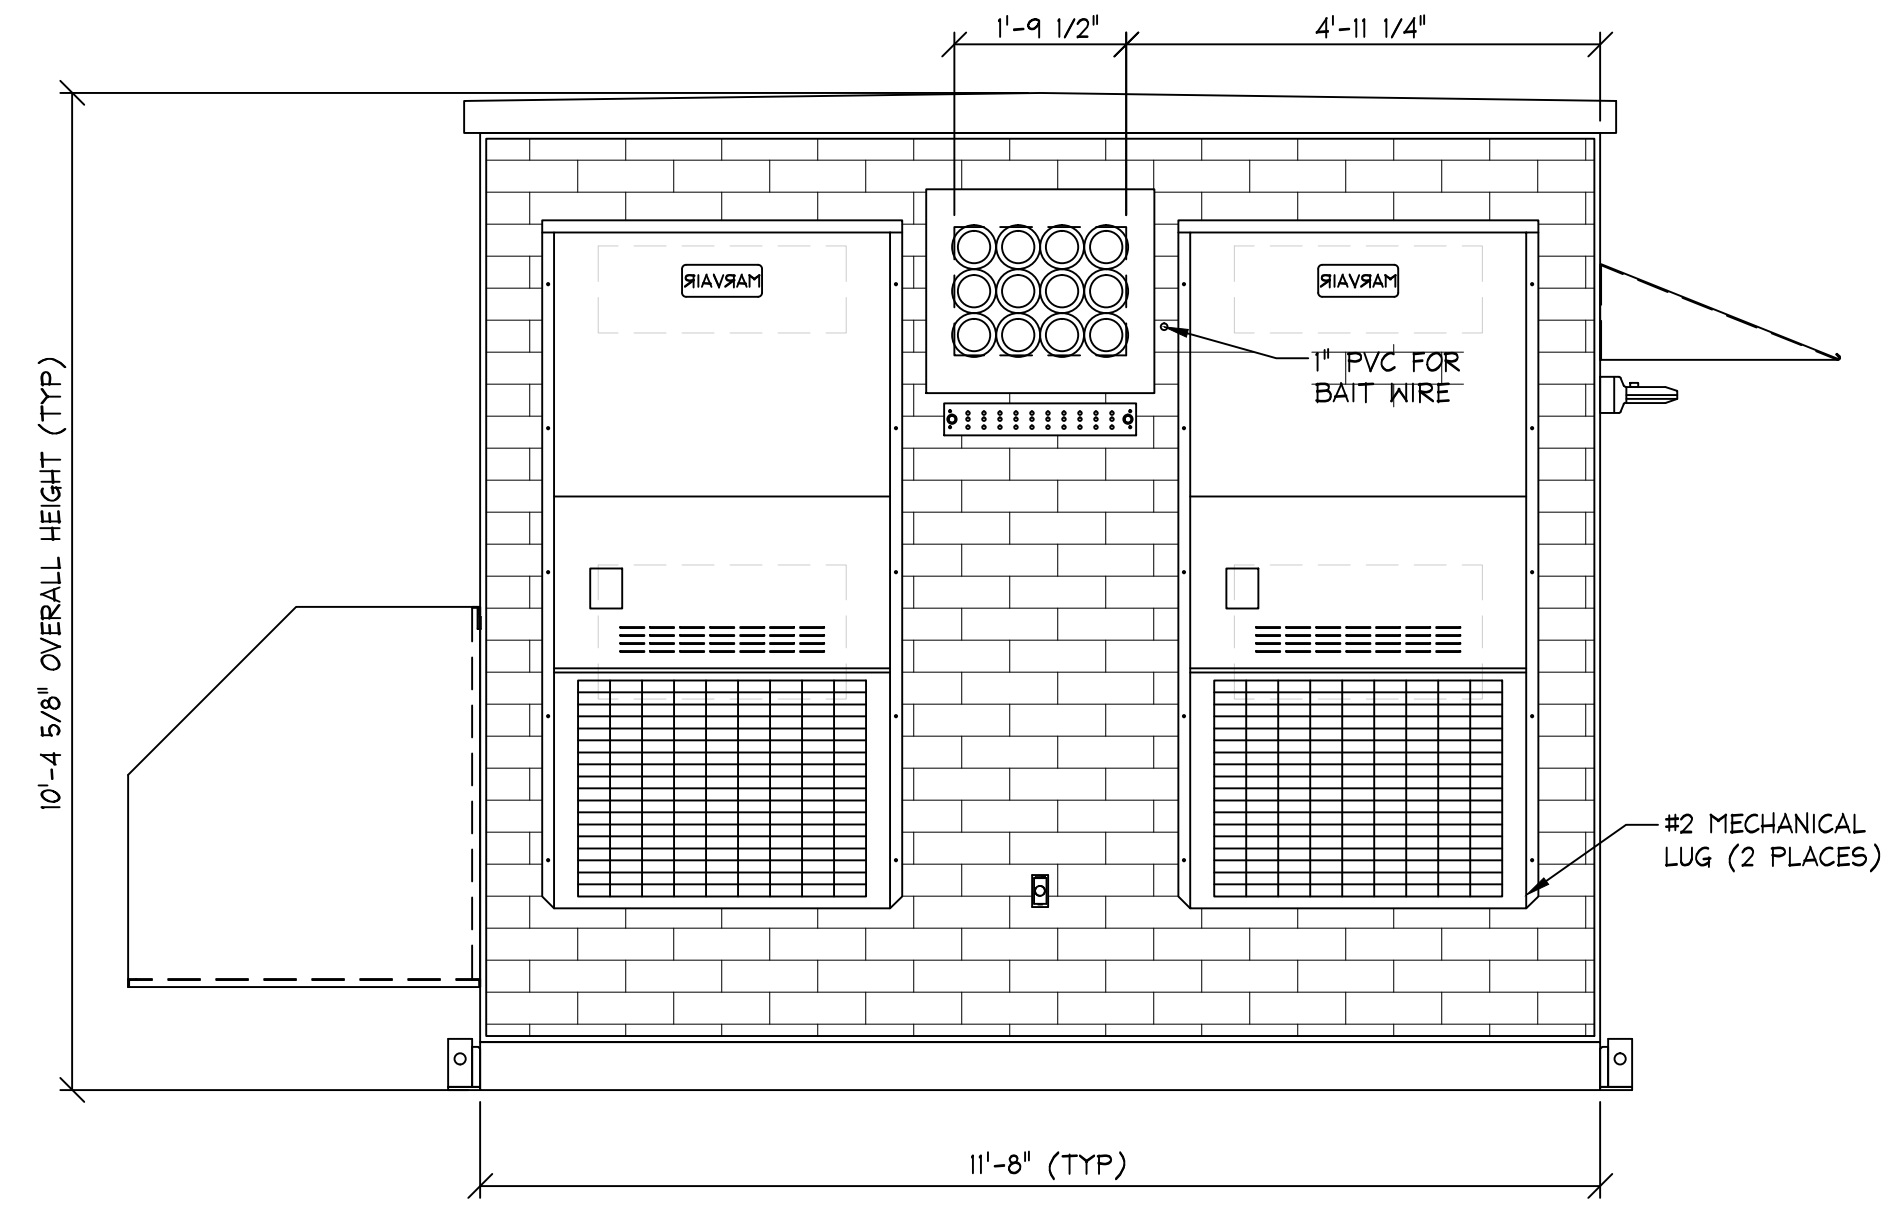 1'-9 1/2"
4'-11 1/4"
MARVAIR
MARVAIR
1" PVC FOR
BAIT WIRE
10'-4 5/8" OVERALL HEIGHT (TYP)
#2 MECHANICAL
LUG (2 PLACES)
11'-8" (TYP)